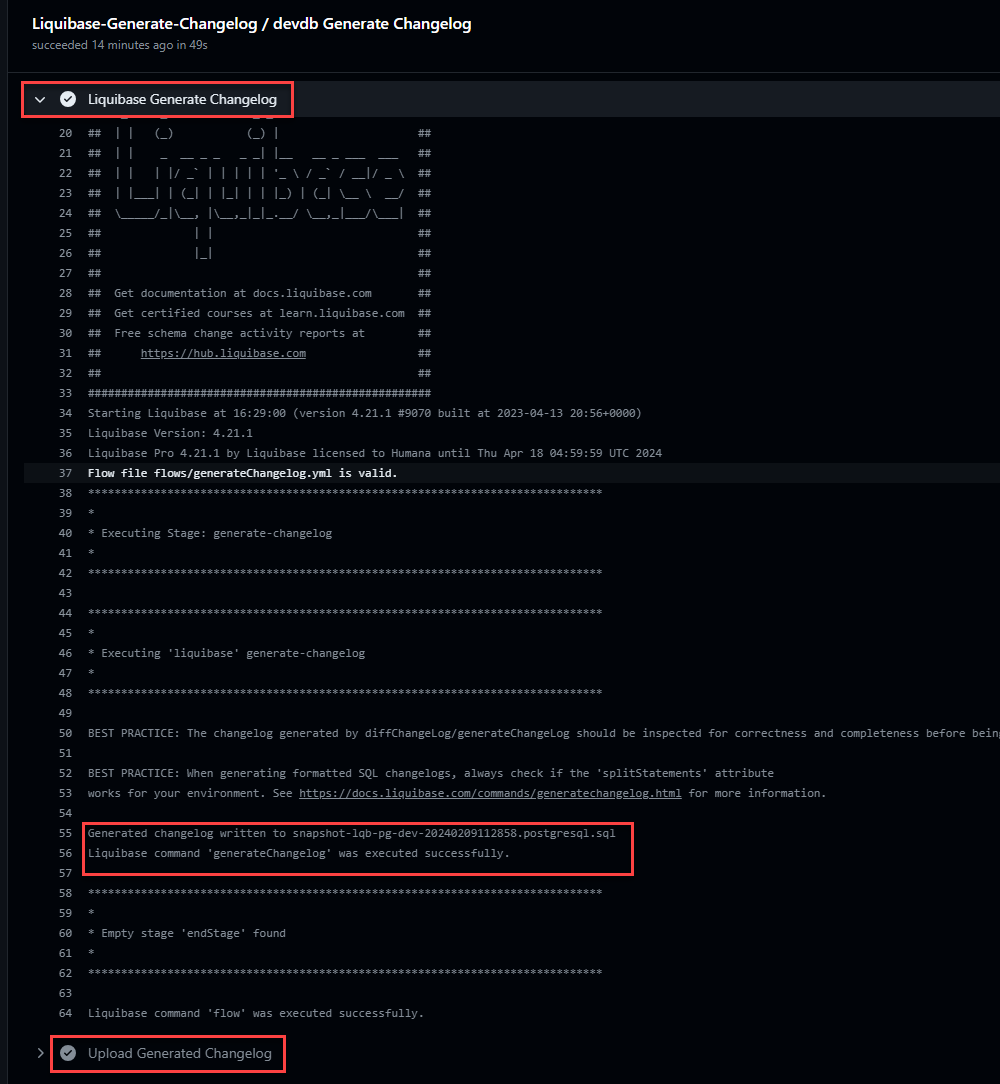 Liquibase-Generate-Changelog / devdb Generate Changelog
succeeded 14 minutes ago in 49s
Liquibase Generate Changelog
20 ##  | |   (_)           (_) |                     ##
21 ##  | |    _  __ _ _   _ _| |__   __ _ ___  ___   ##
22 ##  | |   | |/ _` | | | | | '_ \ / _` / __|/ _ \  ##
23 ##  | |___| | (_| | |_| | | |_) | (_| \__ \  __/  ##
24 ##  \_____/_|\__, |\__,_|_|_.__/ \__,_|___/\___|  ##
25 ##              | |                               ##
26 ##              |_|                               ##
27 ##                                                ##
28 ##  Get documentation at docs.liquibase.com       ##
29 ##  Get certified courses at learn.liquibase.com  ##
30 ##  Free schema change activity reports at        ##
31 ##      https://hub.liquibase.com                 ##
32 ##                                                ##
33 ####################################################
34 Starting Liquibase at 16:29:00 (version 4.21.1 #9070 built at 2023-04-13 20:56+0000)
35 Liquibase Version: 4.21.1
36 Liquibase Pro 4.21.1 by Liquibase licensed to Humana until Thu Apr 18 04:59:59 UTC 2024
37 Flow file flows/generateChangelog.yml is valid.
38 ******************************************************************************
39 *
40 * Executing Stage: generate-changelog
41 *
42 ******************************************************************************
43
44 ******************************************************************************
45 *
46 * Executing 'liquibase' generate-changelog
47 *
48 ******************************************************************************
49
50 BEST PRACTICE: The changelog generated by diffChangeLog/generateChangeLog should be inspected for correctness and completeness before bein
51
52 BEST PRACTICE: When generating formatted SQL changelogs, always check if the 'splitStatements' attribute
53 works for your environment. See https://docs.liquibase.com/commands/generatechangelog.html for more information.
54
55 Generated changelog written to snapshot-lqb-pg-dev-20240209112858.postgresql.sql
56 Liquibase command 'generateChangelog' was executed successfully.
57
58 ******************************************************************************
59 *
60 * Empty stage 'endStage' found
61 *
62 ******************************************************************************
63
64 Liquibase command 'flow' was executed successfully.
Upload Generated Changelog